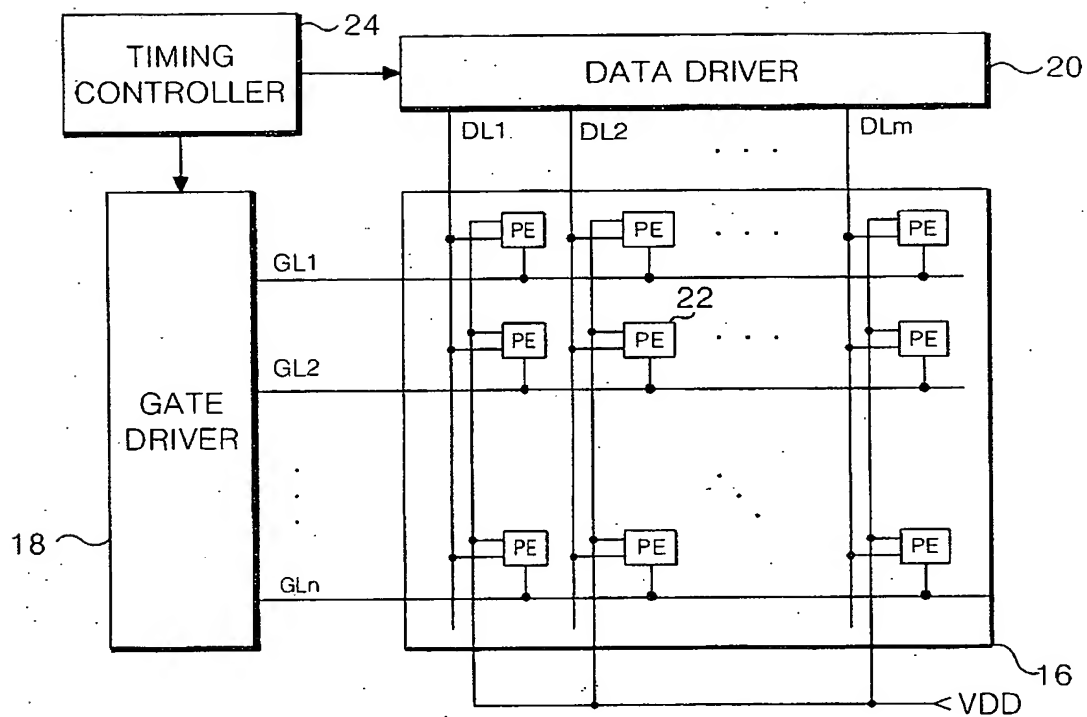 24
TIMING
CONTROLLER
DATA DRIVER
20
DL1
DL2
DLm
PE
PE
PE
GL1
22
PE
PE
PE
GL2
GATE
DRIVER
18
PE
PE
PE
GLn
16
VDD